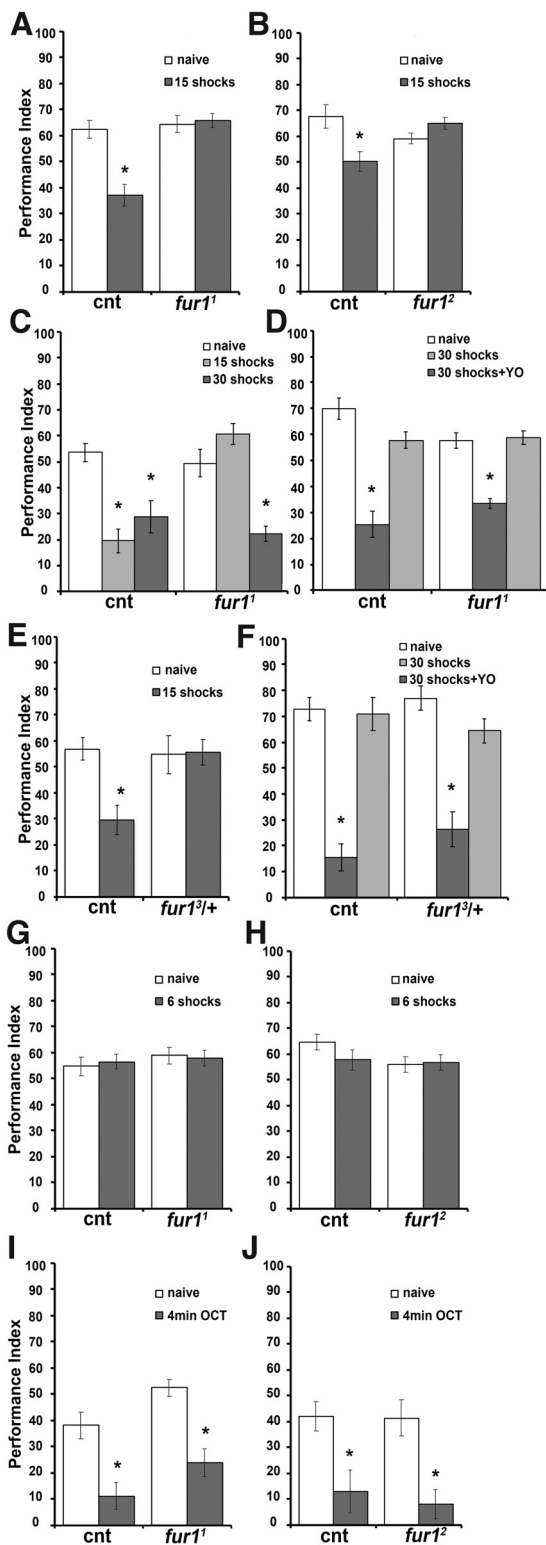 A
Performance Index
100
90
80
70
60
50
40
30
20
10
0
naive
15 shocks
*
cnt fur1¹
B
100
90
80
70
60
50
40
30
20
10
0
naive
15 shocks
*
cnt fur1²
C
Performance Index
100
90
80
70
60
50
40
30
20
10
0
naive
15 shocks
30 shocks
* * *
cnt fur1¹
D
100
90
80
70
60
50
40
30
20
10
0
naive
30 shocks
30 shocks+YO
* *
cnt fur1¹
E
Performance Index
100
90
80
70
60
50
40
30
20
10
0
naive
15 shocks
*
cnt fur1³/+
F
100
90
80
70
60
50
40
30
20
10
0
naive
30 shocks
30 shocks+YO
* *
cnt fur1³/+
G
Performance Index
100
90
80
70
60
50
40
30
20
10
0
naive
6 shocks
cnt fur1¹
H
100
90
80
70
60
50
40
30
20
10
0
naive
6 shocks
cnt fur1²
I
Performance Index
100
90
80
70
60
50
40
30
20
10
0
naive
4min OCT
* *
cnt fur1¹
J
100
90
80
70
60
50
40
30
20
10
0
naive
4min OCT
* *
cnt fur1²